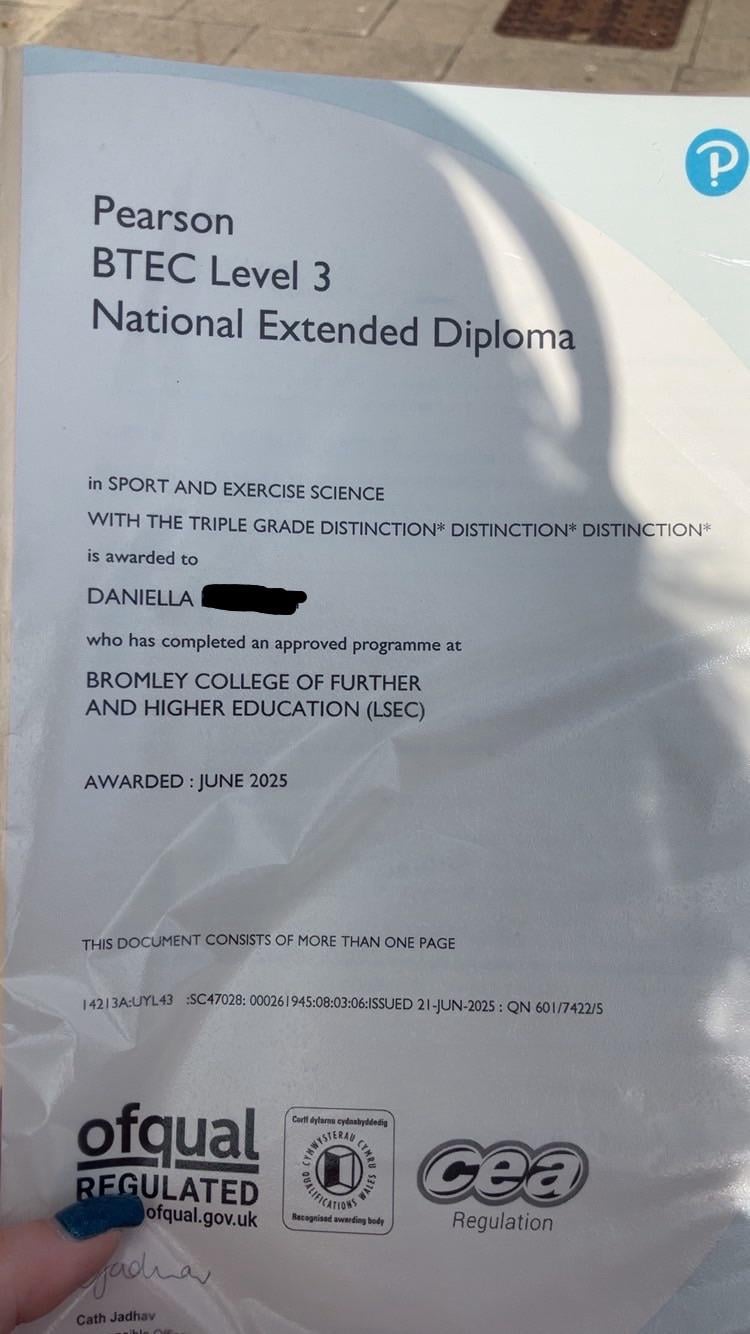 Pearson
BTEC Level 3
National Extended Diploma
in SPORT AND EXERCISE SCIENCE
WITH THE TRIPLE GRADE DISTINCTION* DISTINCTION* DISTINCTION*
is awarded to
DANIELLA
who has completed an approved programme at
BROMLEY COLLEGE OF FURTHER
AND HIGHER EDUCATION (LSEC)
AWARDED : JUNE 2025
THIS DOCUMENT CONSISTS OF MORE THAN ONE PAGE
14213A:UYL43 :SC47028: 000261945:08:03:06:ISSUED 21-JUN-2025 : QN 601/7422/5
ofqual
REGULATED
ofqual.gov.uk
Corff dyfarnu cydnabyddedig
CYMWYSTERAU CYMRU
QUALIFICATIONS WALES
Recognised awarding body
cea
Regulation
Jadhav
Cath Jadhav